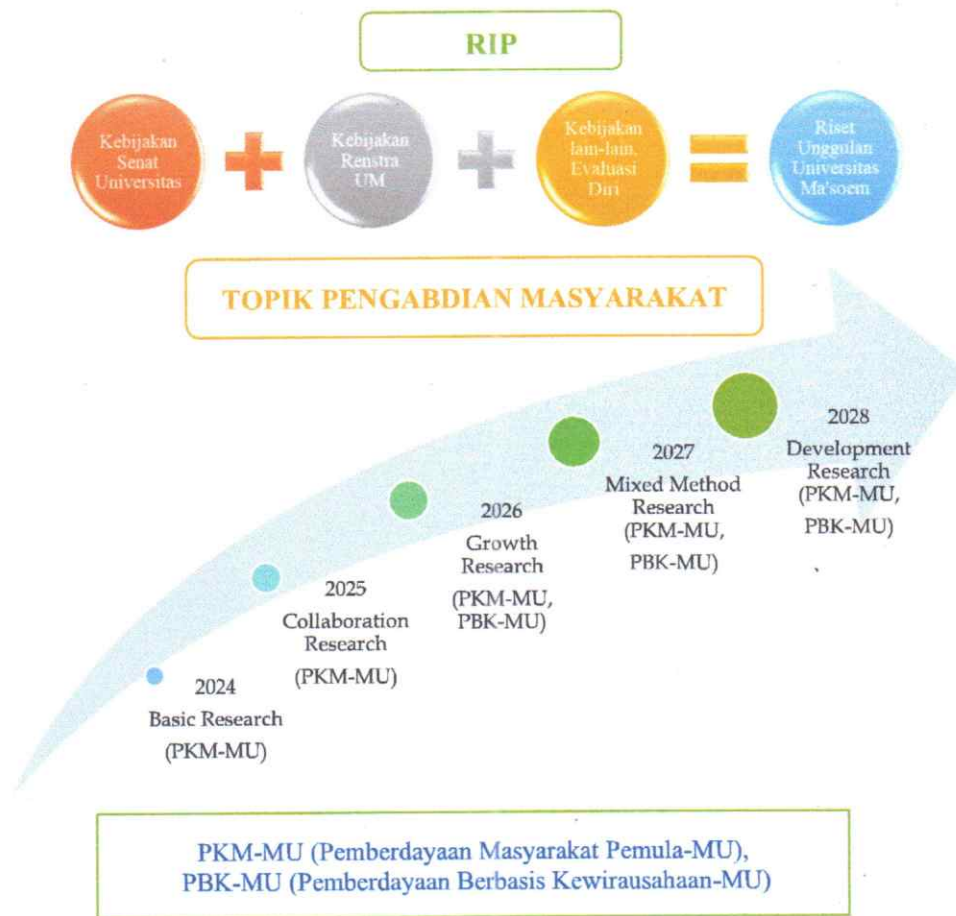 RIP
Kebijakan
Senat
Universitas
Kebijakan
Renstra
UM
Kebijakan
lain-lain,
Evaluasi
Diri
Riset
Unggulan
Universitas
Ma'soem
TOPIK PENGABDIAN MASYARAKAT
2024
Basic Research
(PKM-MU)
2025
Collaboration
Research
(PKM-MU)
2026
Growth
Research
(PKM-MU,
PBK-MU)
2027
Mixed Method
Research
(PKM-MU,
PBK-MU)
2028
Development
Research
(PKM-MU,
PBK-MU)
PKM-MU (Pemberdayaan Masyarakat Pemula-MU),
PBK-MU (Pemberdayaan Berbasis Kewirausahaan-MU)